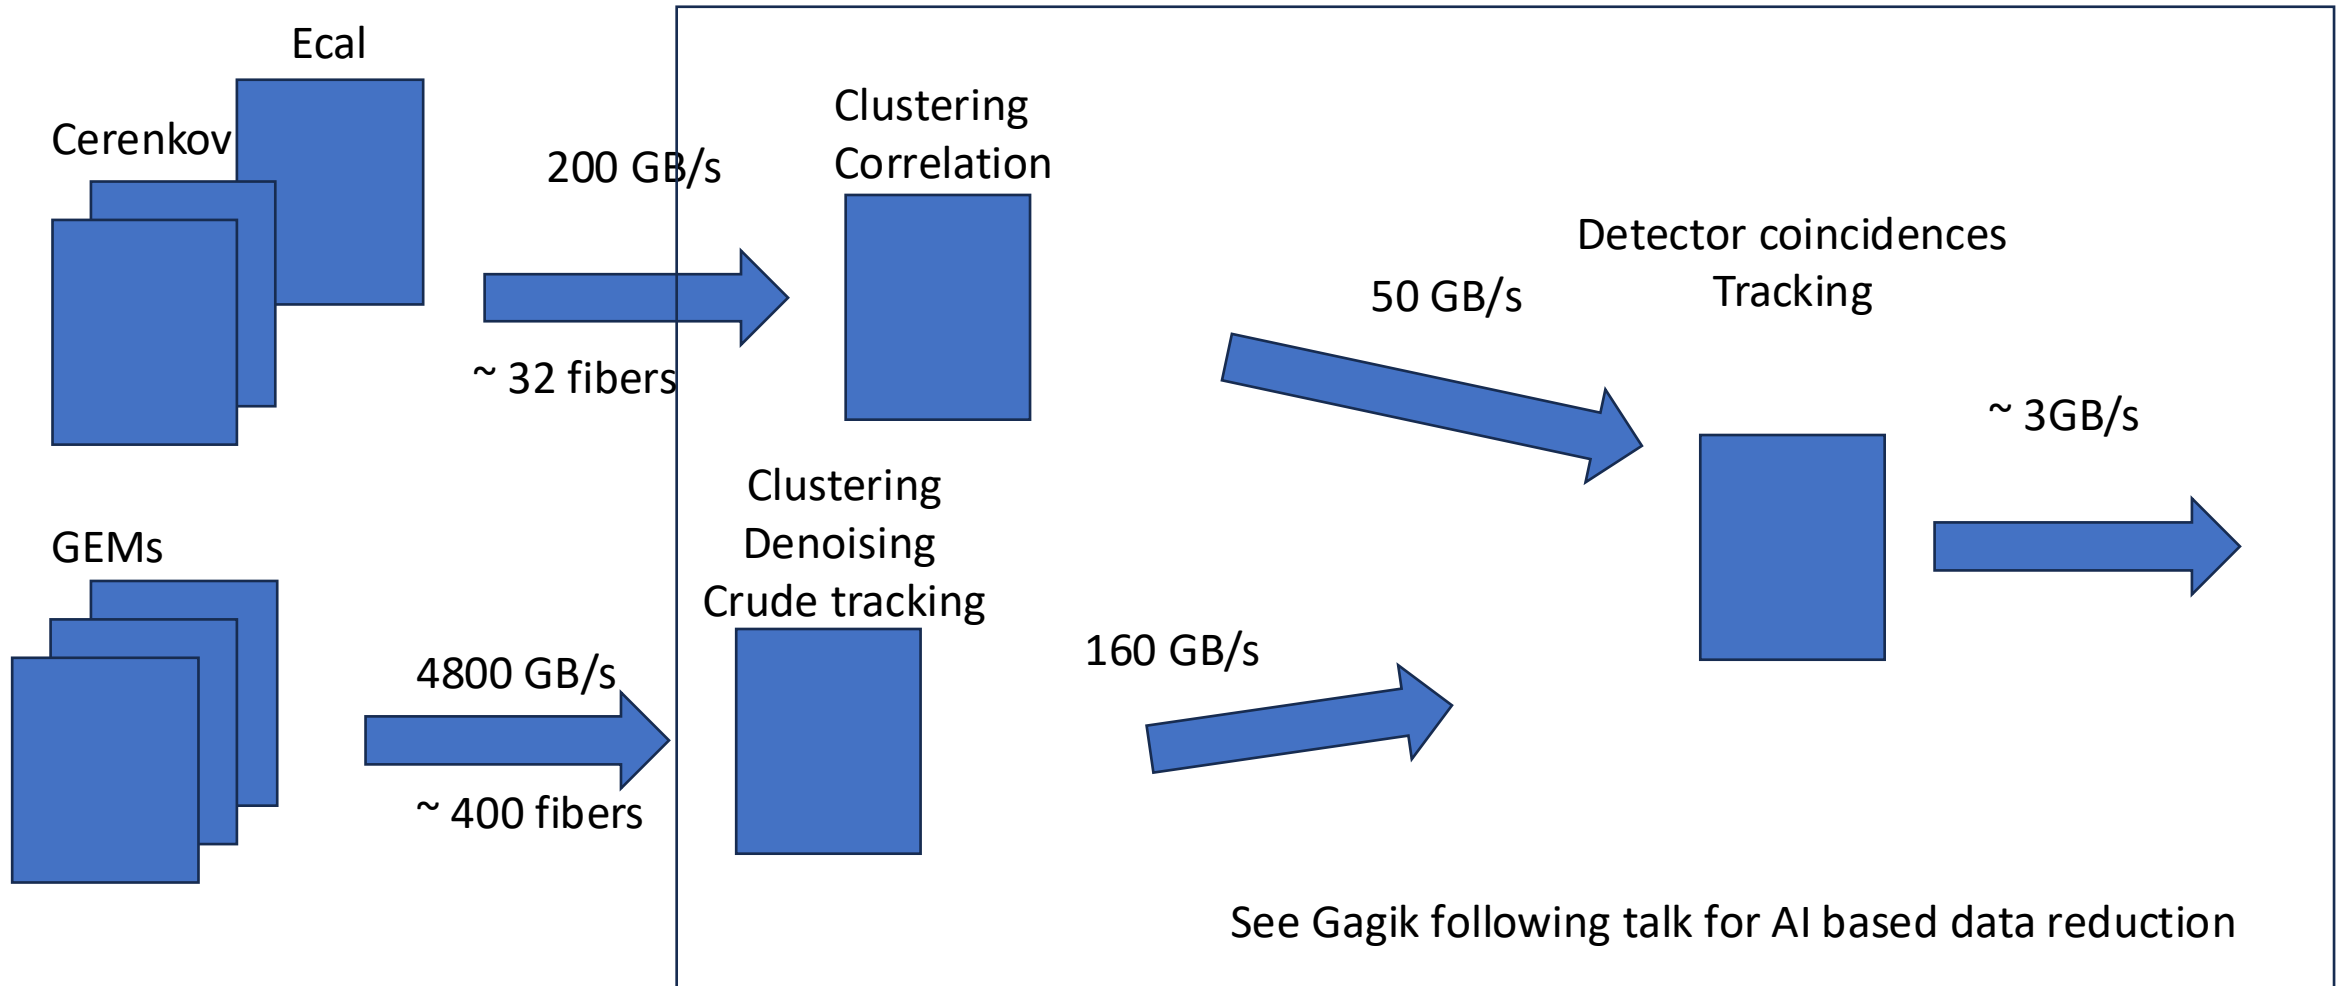 Ecal
Cerenkov
200 GB/s
~ 32 fibers
Clustering
Correlation
50 GB/s
Detector coincidences
Tracking
~ 3GB/s
GEMs
4800 GB/s
~ 400 fibers
Clustering
Denoising
Crude tracking
160 GB/s
See Gagik following talk for AI based data reduction